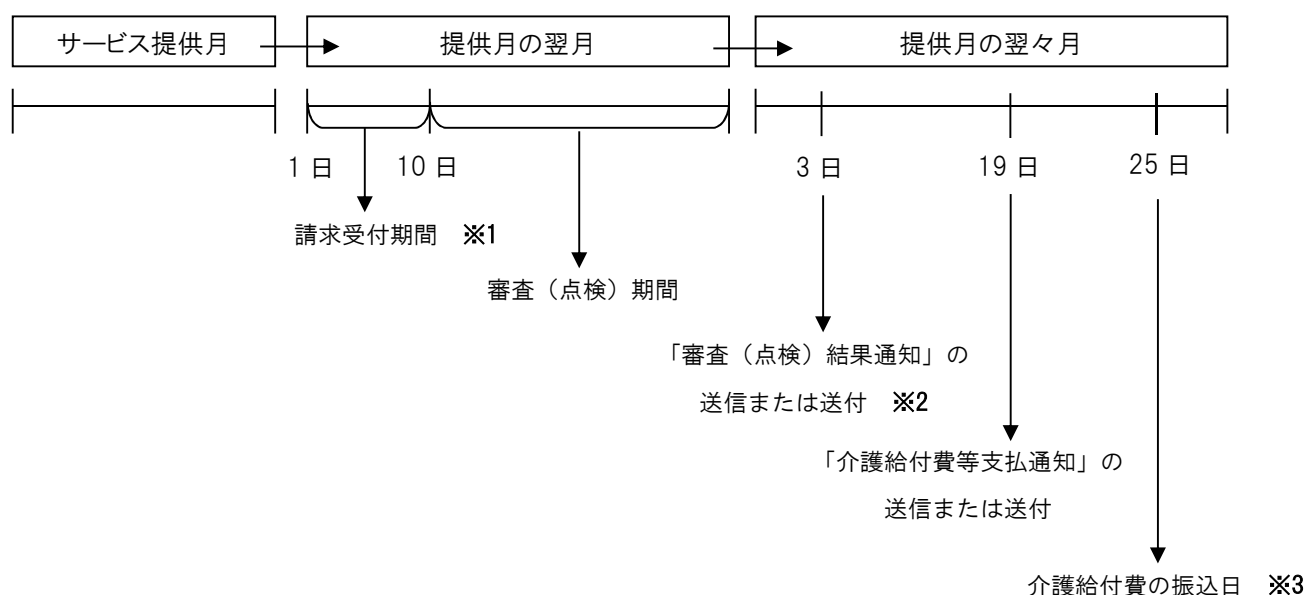 サービス提供月
提供月の翌月
提供月の翌々月
1日
10日
3日
19日
25日
請求受付期間 ※1
審査（点検）期間
「審査（点検）結果通知」の
送信または送付 ※2
「介護給付費等支払通知」の
送信または送付
介護給付費の振込日 ※3